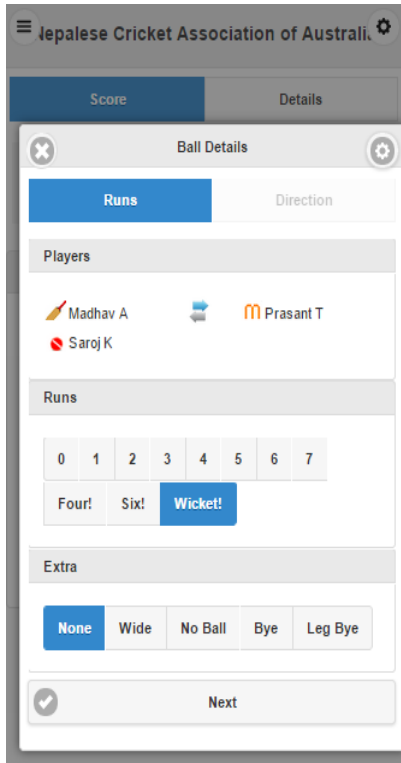 Nepalese Cricket Association of Australi
Score Details
Ball Details
Runs Direction
Players
Madhav A Prasant T
Saroj K
Runs
0 1 2 3 4 5 6 7
Four! Six! Wicket!
Extra
None Wide No Ball Bye Leg Bye
Next